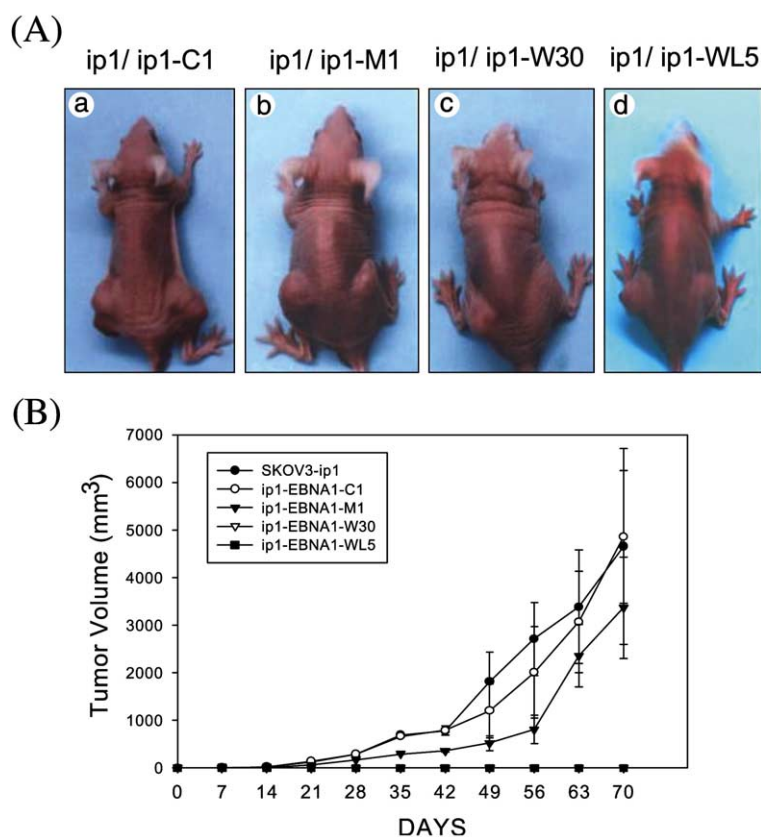 (A)
ip1/ ip1-C1 ip1/ ip1-M1 ip1/ ip1-W30 ip1/ ip1-WL5
a b c d
(B)
7000
6000
5000
4000
3000
2000
1000
0
Tumor Volume (mm³)
SKOV3-ip1
ip1-EBNA1-C1
ip1-EBNA1-M1
ip1-EBNA1-W30
ip1-EBNA1-WL5
0 7 14 21 28 35 42 49 56 63 70
DAYS